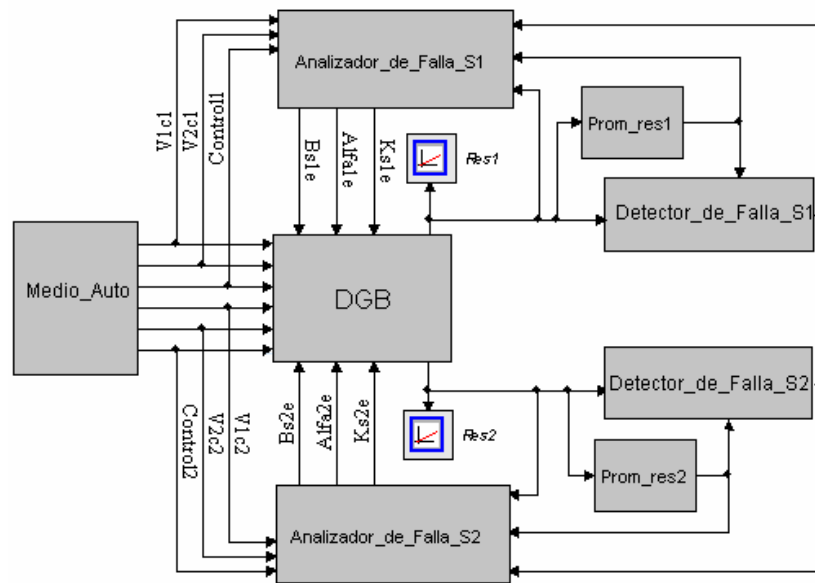 Analizador_de_Falla_S1
V1c1
V2c1
Control1
Bs1e
Alfa1e
Ks1e
Res1
Prom_res1
Detector_de_Falla_S1
Medio_Auto
DGB
Detector_de_Falla_S2
Control2
V2c2
V1c2
Bs2e
Alfa2e
Ks2e
Res2
Prom_res2
Analizador_de_Falla_S2